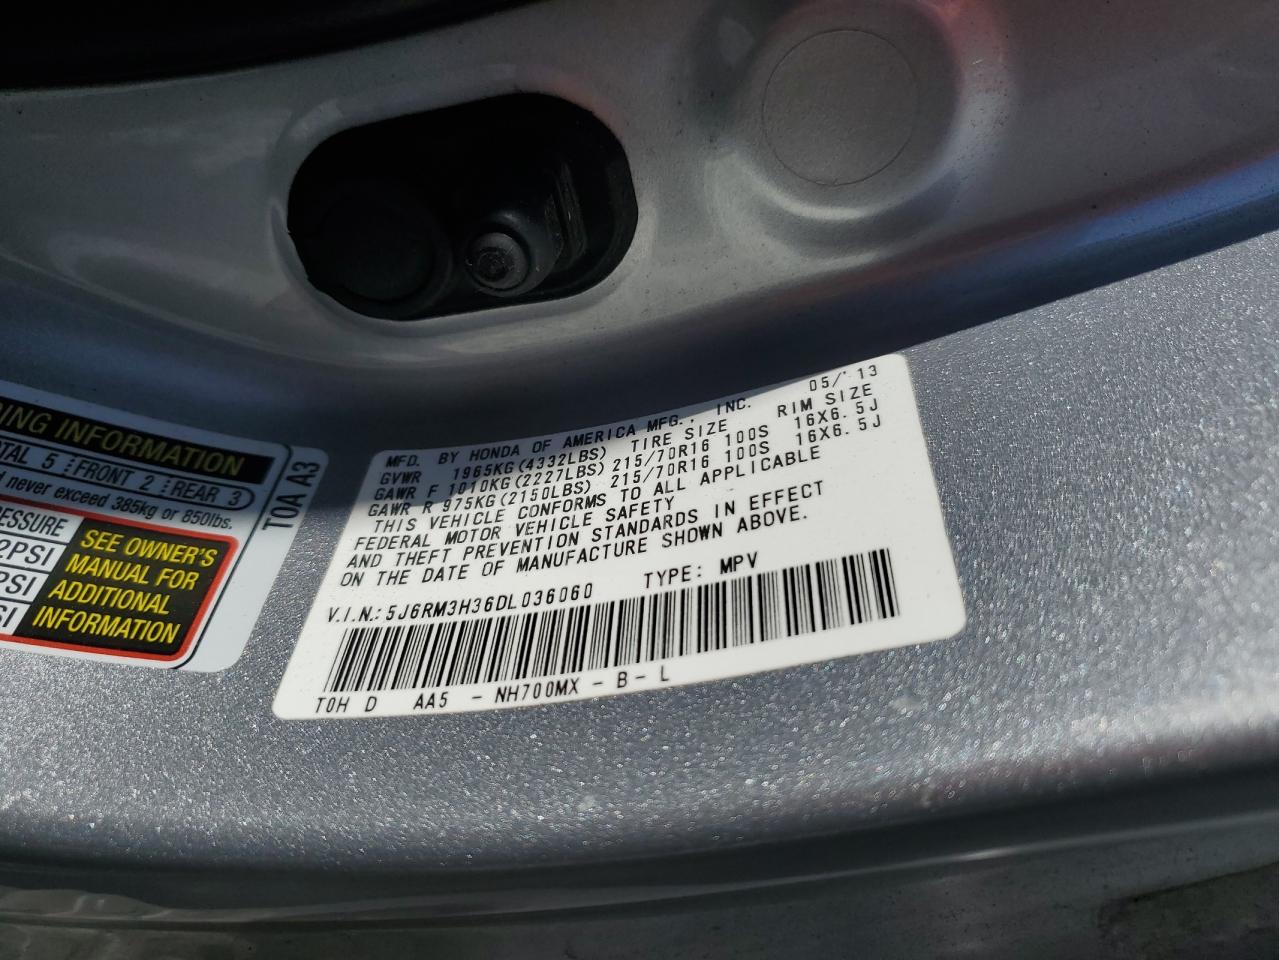 DING INFORMATION
TOTAL 5 FRONT 2 REAR 3
never exceed 385kg or 850lbs.
PSI
SEE OWNER'S
MANUAL FOR
ADDITIONAL
INFORMATION
T0A A3
MFD. BY HONDA OF AMERICA MFG., INC. 05/'13
GVWR 1965KG(4332LBS) TIRE SIZE RIM SIZE
GAWR F 1010KG(2227LBS) 215/70R16 100S 16X6.5J
GAWR R 975KG(2150LBS) 215/70R16 100S 16X6.5J
THIS VEHICLE CONFORMS TO ALL APPLICABLE
FEDERAL MOTOR VEHICLE SAFETY
AND THEFT PREVENTION STANDARDS IN EFFECT
ON THE DATE OF MANUFACTURE SHOWN ABOVE.
V.I.N.: 5J6RM3H36DL036060 TYPE: MPV
T0H D AA5 - NH700MX - B - L